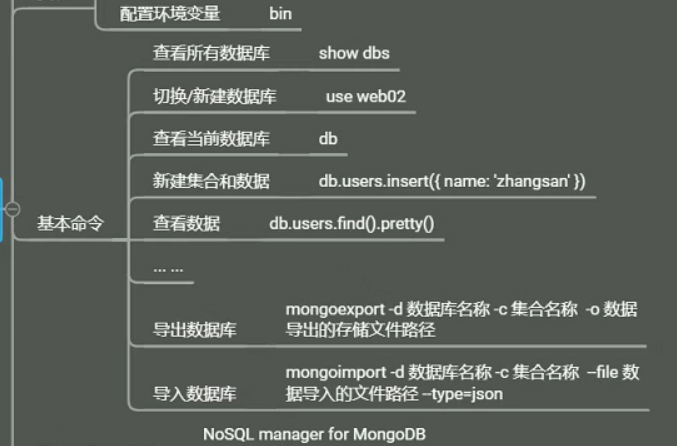 配置环境变量 bin
查看所有数据库 show dbs
切换/新建数据库 use web02
查看当前数据库 db
新建集合和数据 db.users.insert({ name: 'zhangsan' })
基本命令
查看数据 db.users.find().pretty()
... ...
导出数据库 mongoexport -d 数据库名称 -c 集合名称 -o 数据
导出的存储文件路径
导入数据库 mongoimport -d 数据库名称 -c 集合名称 --file 数
据导入的文件路径 --type=json
NoSQL manager for MongoDB